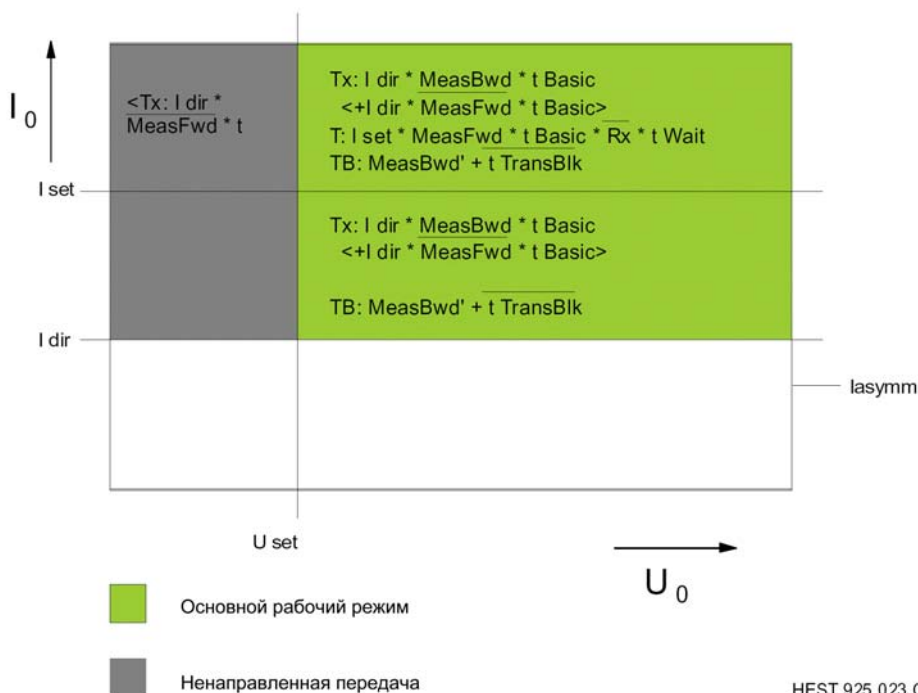 I 0
<Tx: I dir *
MeasFwd * t
Tx: I dir * MeasBwd * t Basic
<+I dir * MeasFwd * t Basic>
T: I set * MeasFwd * t Basic * Rx * t Wait
TB: MeasBwd' + t TransBlk
I set
Tx: I dir * MeasBwd * t Basic
<+I dir * MeasFwd * t Basic>
TB: MeasBwd' + t TransBlk
I dir
Iasymm
U set
U 0
Основной рабочий режим
Ненаправленная передача
HEST 925 023